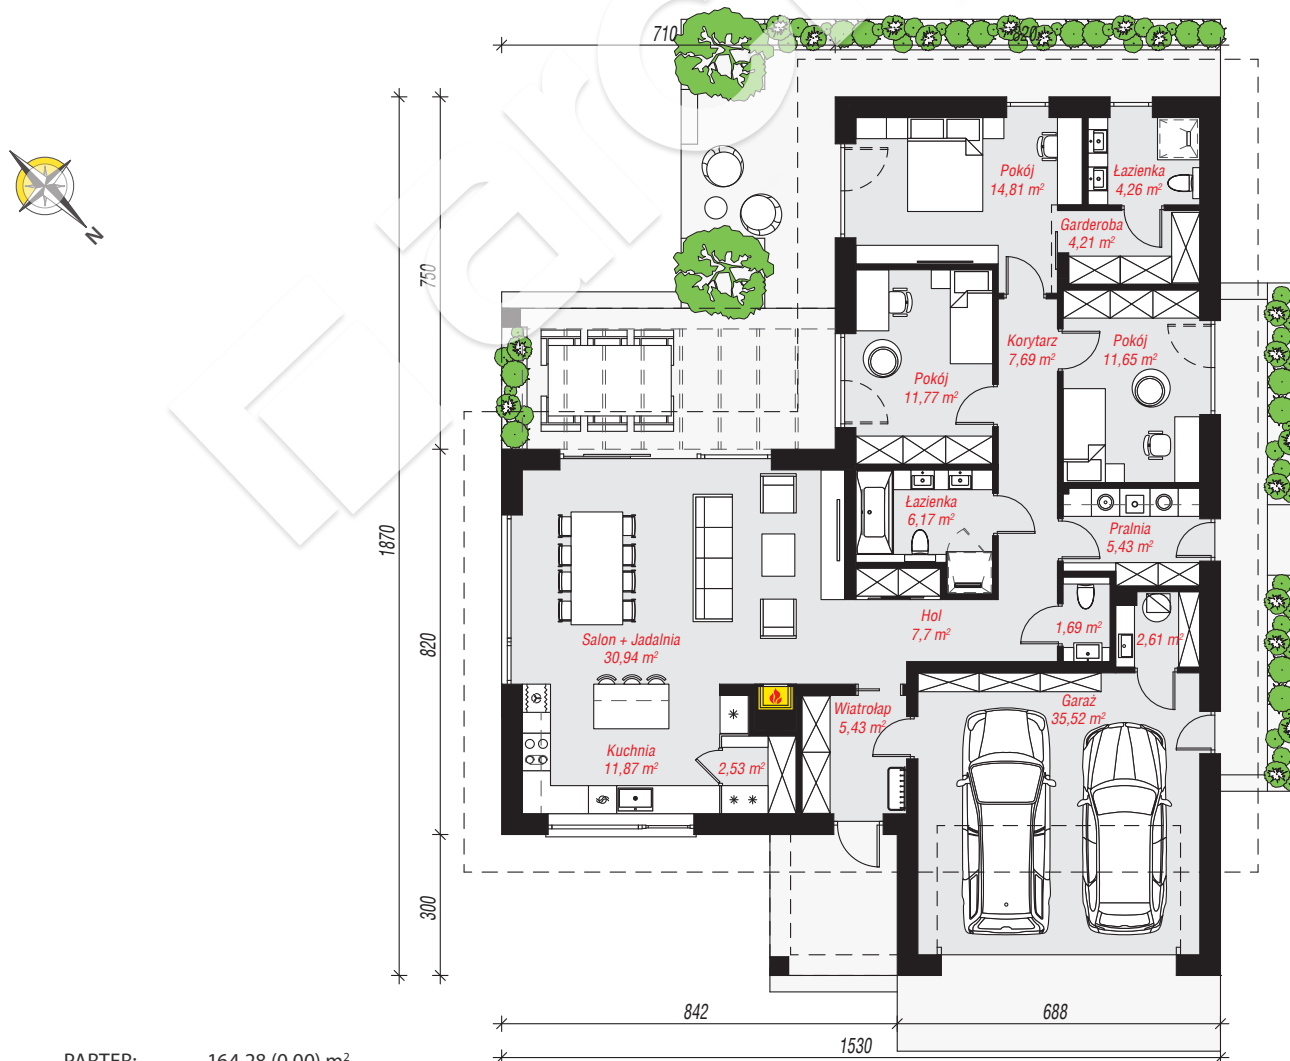 710
820
N
750
1870
820
300
Pokój
14,81 m²
Łazienka
4,26 m²
Garderoba
4,21 m²
Korytarz
7,69 m²
Pokój
11,65 m²
Pokój
11,77 m²
Łazienka
6,17 m²
Pralnia
5,43 m²
Hol
7,7 m²
1,69 m²
2,61 m²
Salon + Jadalnia
30,94 m²
Wiatrołap
5,43 m²
Garaż
35,52 m²
Kuchnia
11,87 m²
2,53 m²
842
688
1530
PARTER: 164,28 (0,00) m²